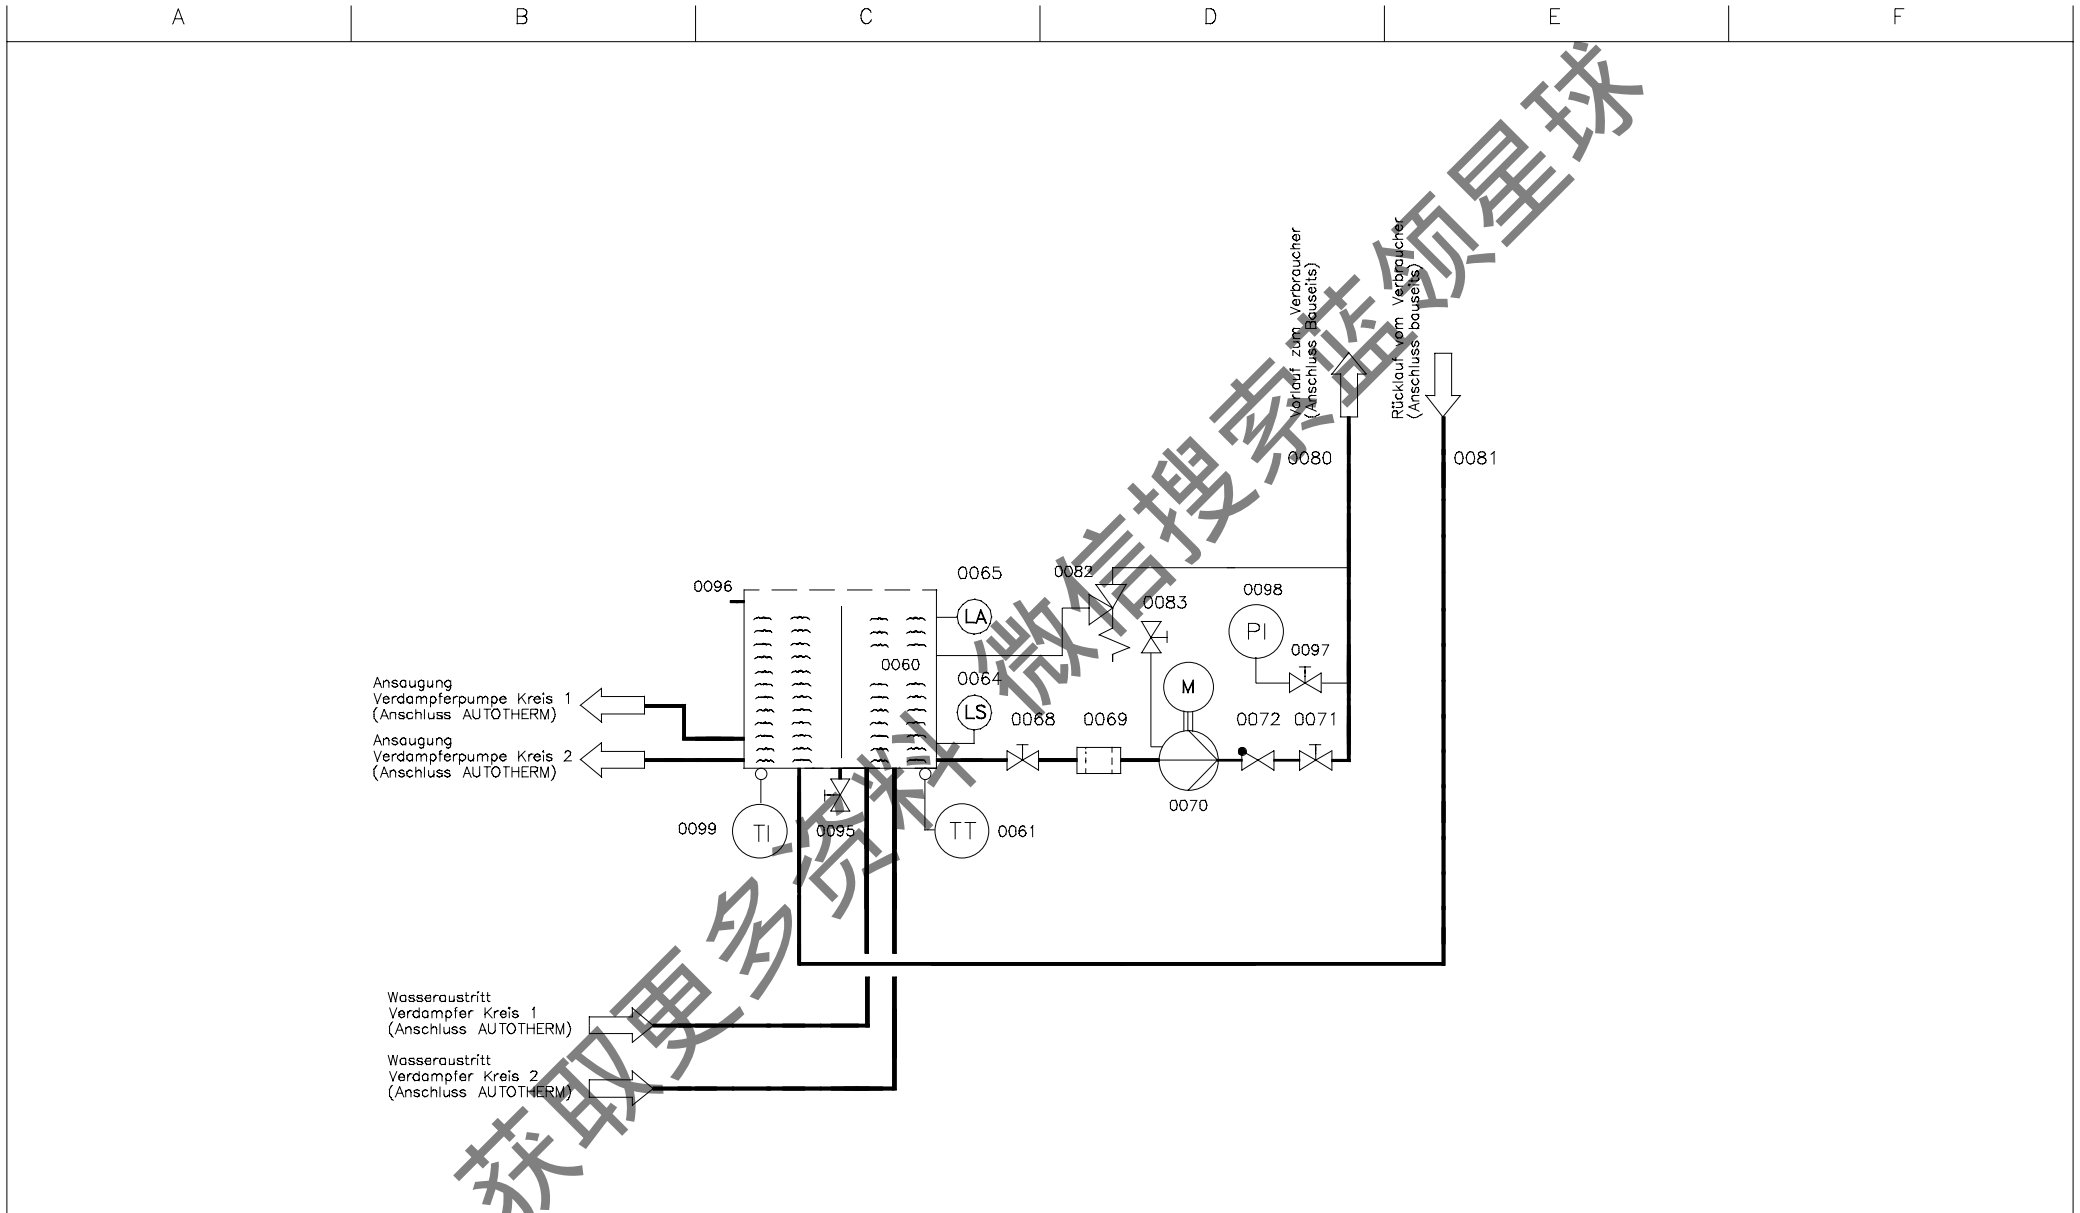 A B C D E F
Vorlauf zum Verbraucher
(Anschluss Bauseits)
Rücklauf vom Verbraucher
(Anschluss bauseits)
0080
0081
0065
0082
0096
0098
0083
LA
PI
0097
0060
0064
Ansaugung
Verdampferpumpe Kreis 1
(Anschluss AUTOTHERM)
M
LS
0068
0069
0072
0071
Ansaugung
Verdampferpumpe Kreis 2
(Anschluss AUTOTHERM)
0070
0099
TI
0095
TT
0061
Wasseraustritt
Verdampfer Kreis 1
(Anschluss AUTOTHERM)
Wasseraustritt
Verdampfer Kreis 2
(Anschluss AUTOTHERM)
获取更多资料 微信搜索蓝领星球